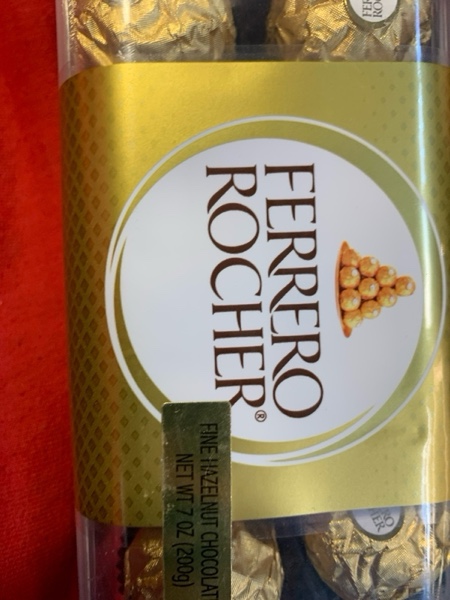 FERRERO
ROCHER®
FINE HAZELNUT CHOCOLAT
NET WT 7 OZ (200g)